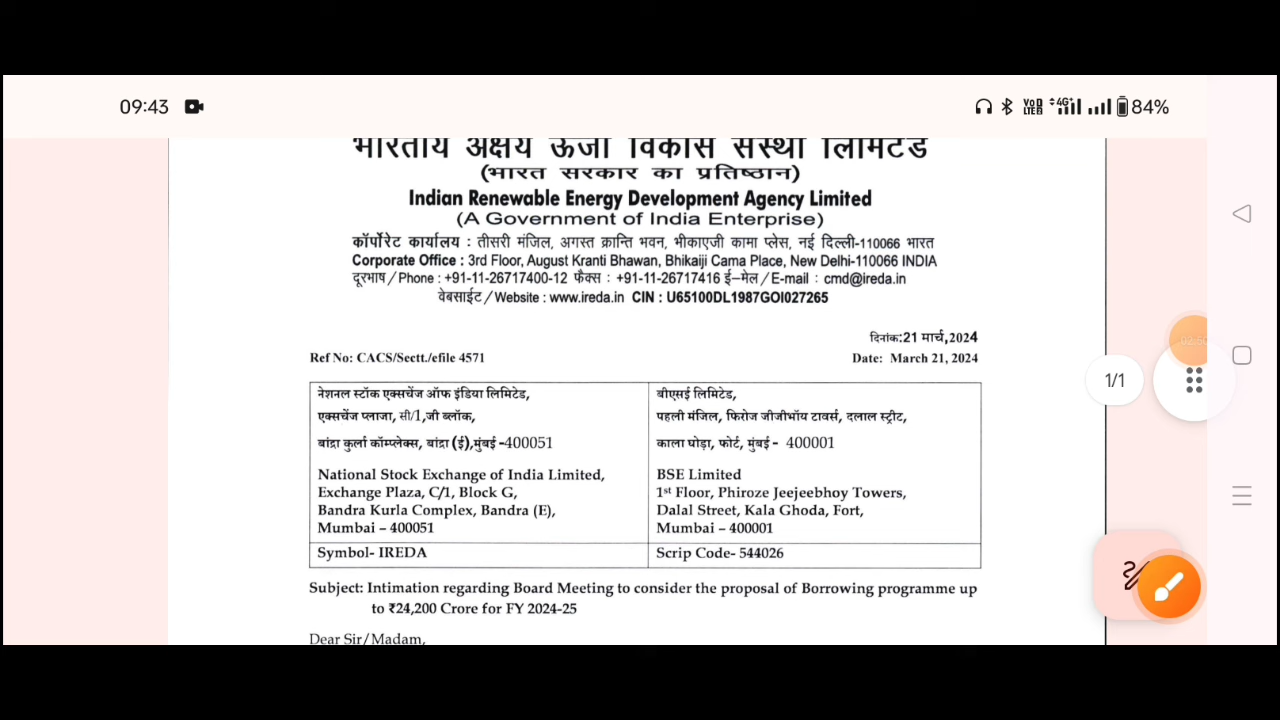 09:43
VoD LTEB 4G 84%
भारतीय अक्षय ऊर्जा विकास संस्था लिमिटेड
(भारत सरकार का प्रतिष्ठान)
Indian Renewable Energy Development Agency Limited
(A Government of India Enterprise)
कॉर्पोरेट कार्यालय : तीसरी मंजिल, अगस्त क्रान्ति भवन, भीकाएजी कामा प्लेस, नई दिल्ली-110066 भारत
Corporate Office : 3rd Floor, August Kranti Bhawan, Bhikaiji Cama Place, New Delhi-110066 INDIA
दूरभाष / Phone : +91-11-26717400-12 फैक्स : +91-11-26717416 ई–मेल / E-mail : cmd@ireda.in
वेबसाईट / Website : www.ireda.in CIN : U65100DL1987GOI027265
दिनांक:21 मार्च,2024
Ref No: CACS/Sectt./efile 4571
Date: March 21, 2024
1/1
नेशनल स्टॉक एक्सचेंज ऑफ इंडिया लिमिटेड,
एक्सचेंज प्लाजा, सी/1,जी ब्लॉक,
बांद्रा कुर्ला कॉम्प्लेक्स, बांद्रा (ई),मुंबई -400051
National Stock Exchange of India Limited,
Exchange Plaza, C/1, Block G,
Bandra Kurla Complex, Bandra (E),
Mumbai – 400051
बीएसई लिमिटेड,
पहली मंजिल, फिरोज जीजीभॉय टावर्स, दलाल स्ट्रीट,
काला घोड़ा, फोर्ट, मुंबई - 400001
BSE Limited
1st Floor, Phiroze Jeejeebhoy Towers,
Dalal Street, Kala Ghoda, Fort,
Mumbai – 400001
Symbol- IREDA
Scrip Code- 544026
Subject: Intimation regarding Board Meeting to consider the proposal of Borrowing programme up
to ₹24,200 Crore for FY 2024-25
Dear Sir/Madam,